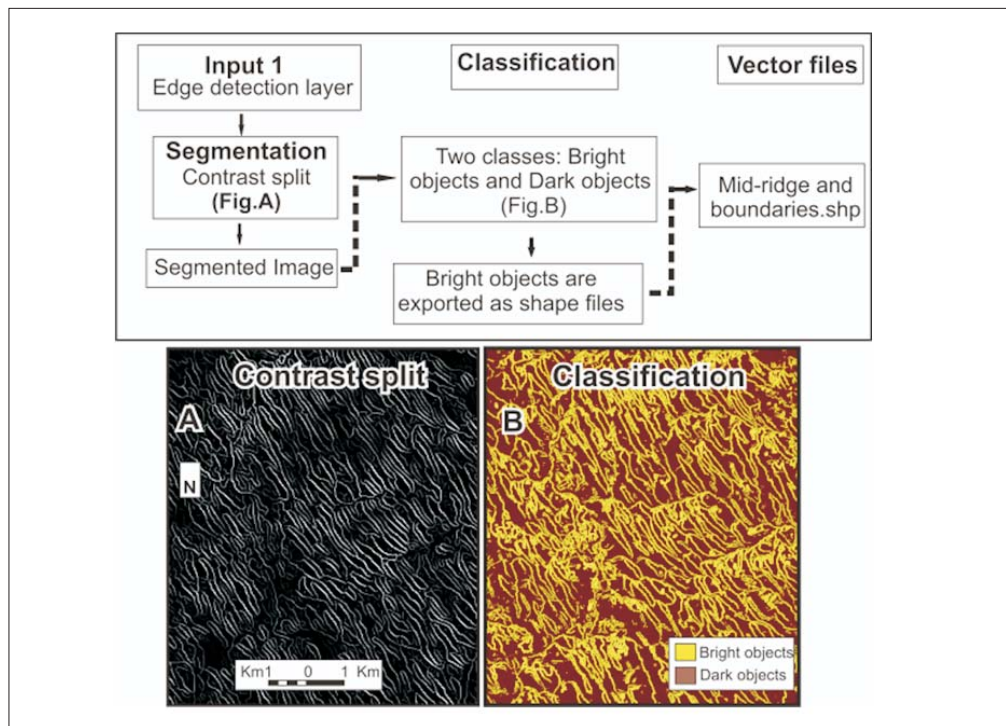 Input 1
Edge detection layer
Segmentation
Contrast split
(Fig.A)
Segmented Image
Classification
Two classes: Bright
objects and Dark objects
(Fig.B)
Bright objects are
exported as shape files
Vector files
Mid-ridge and
boundaries.shp
Contrast split
A
N
Km1 0 1 Km
Classification
B
Bright objects
Dark objects